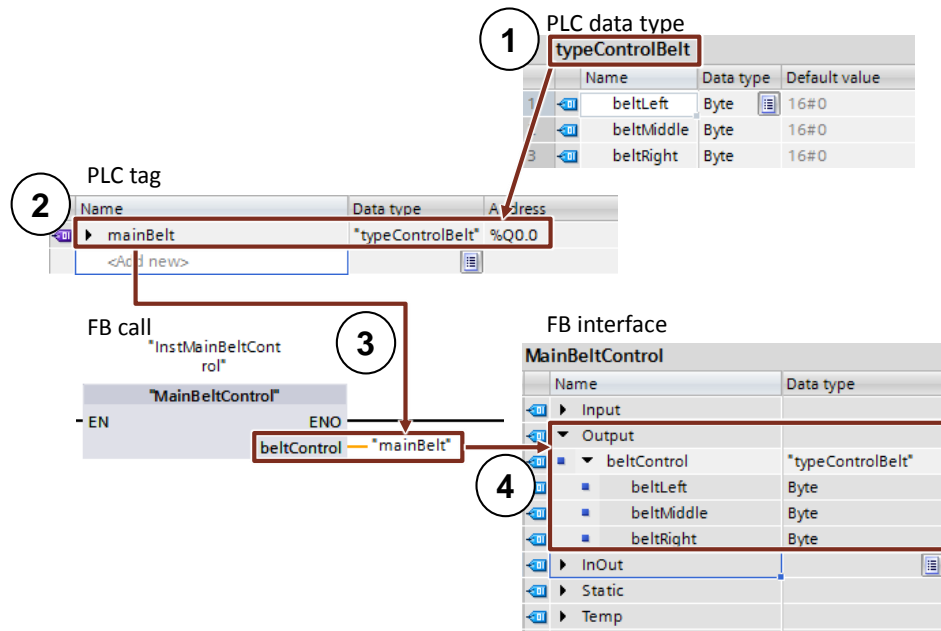 1
PLC data type
typeControlBelt
Name Data type Default value
1 beltLeft Byte 16#0
beltMiddle Byte 16#0
3 beltRight Byte 16#0
2
PLC tag
Name Data type Address
mainBelt "typeControlBelt" %Q0.0
<Add new>
FB call
3
"InstMainBeltCont
rol"
"MainBeltControl"
EN ENO
beltControl "mainBelt"
FB interface
MainBeltControl
Name Data type
Input
Output
4
beltControl "typeControlBelt"
beltLeft Byte
beltMiddle Byte
beltRight Byte
InOut
Static
Temp